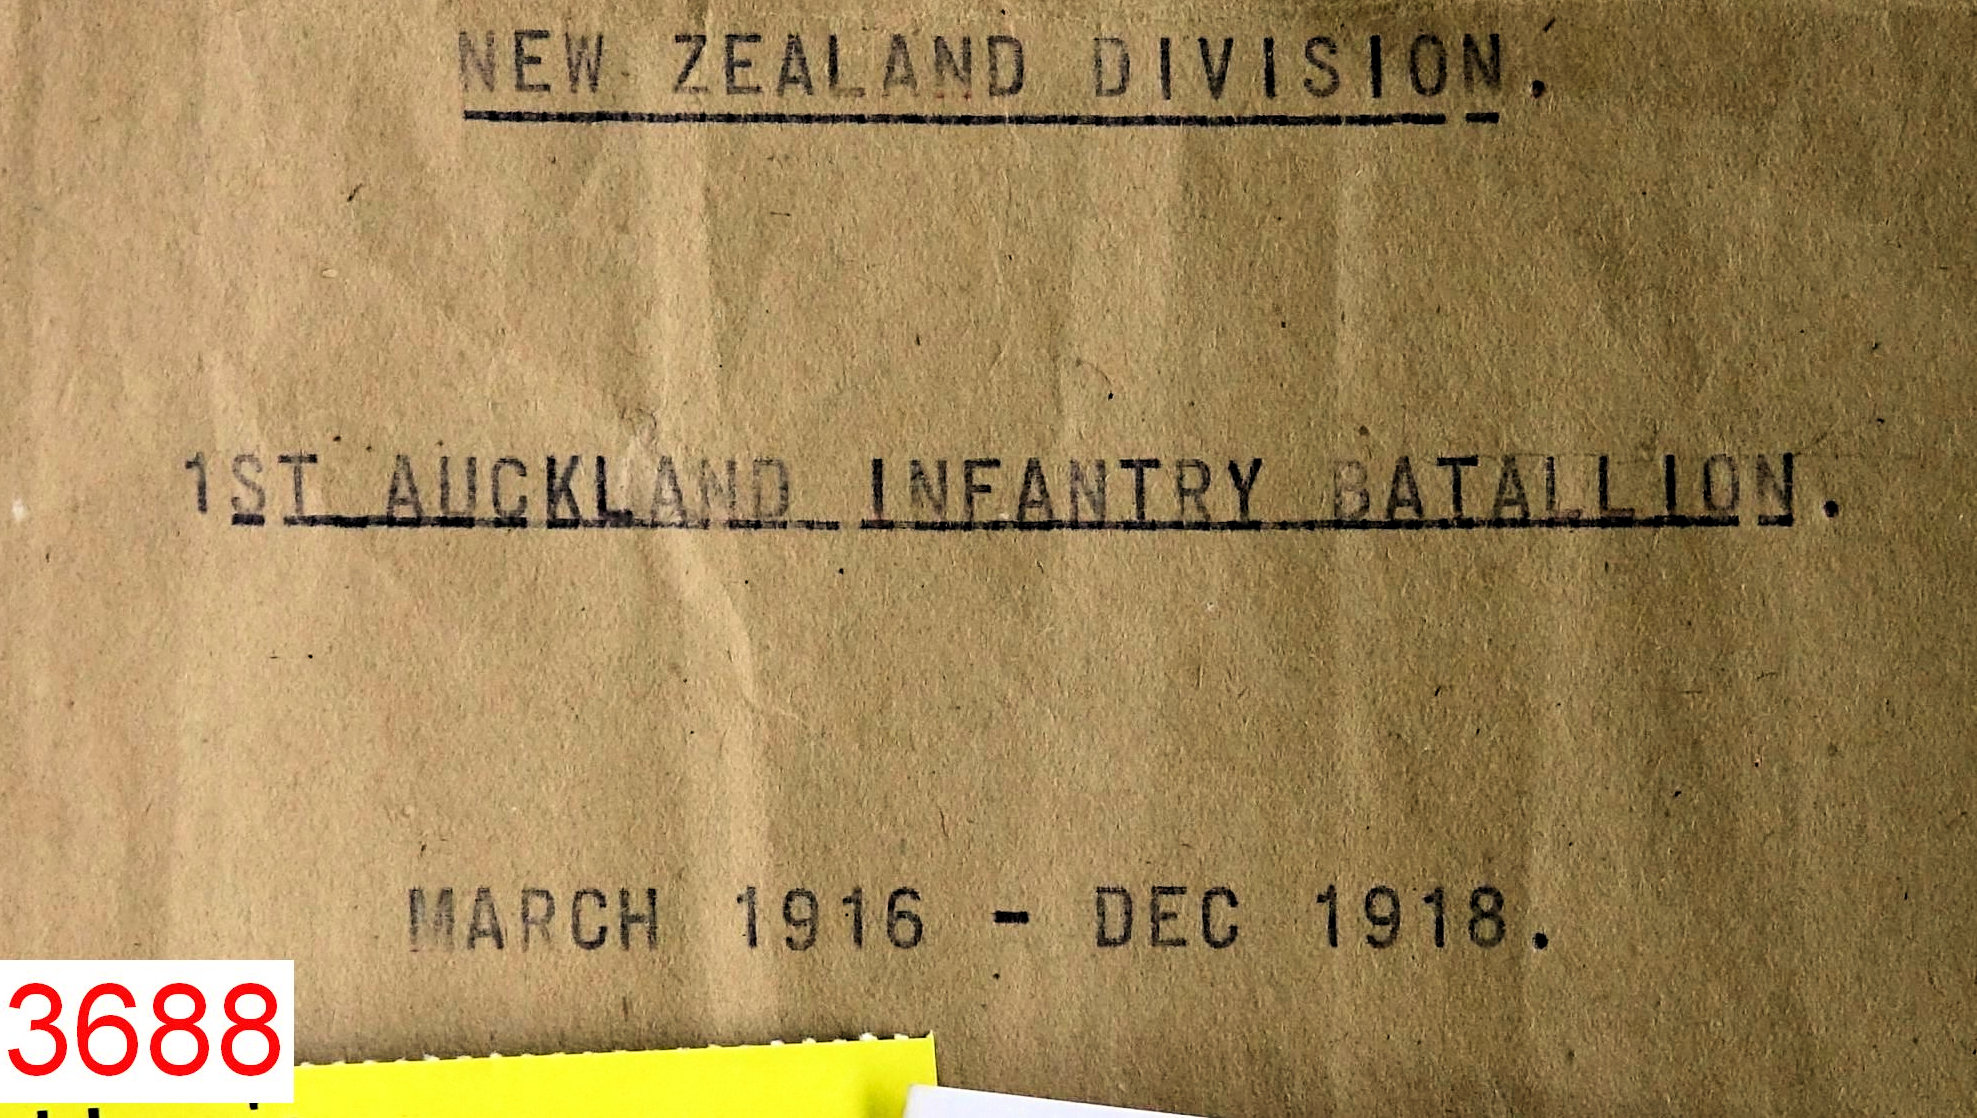 NEW ZEALAND DIVISION.
1ST AUCKLAND INFANTRY BATALLION.
MARCH 1916 - DEC 1918.
3688